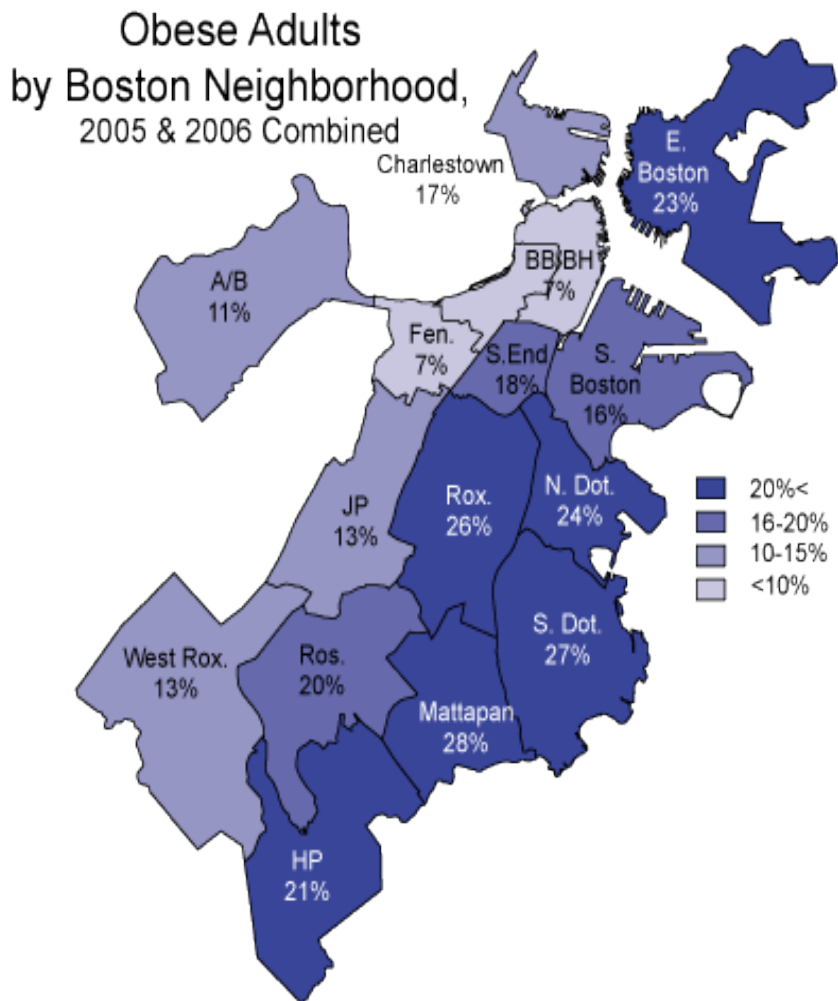 Obese Adults
by Boston Neighborhood,
2005 & 2006 Combined
Charlestown
17%
E.
Boston
23%
A/B
11%
BB/BH
7%
Fen.
7%
S.End
18%
S.
Boston
16%
JP
13%
Rox.
26%
N. Dot.
24%
20%<
16-20%
10-15%
<10%
West Rox.
13%
Ros.
20%
S. Dot.
27%
Mattapan
28%
HP
21%